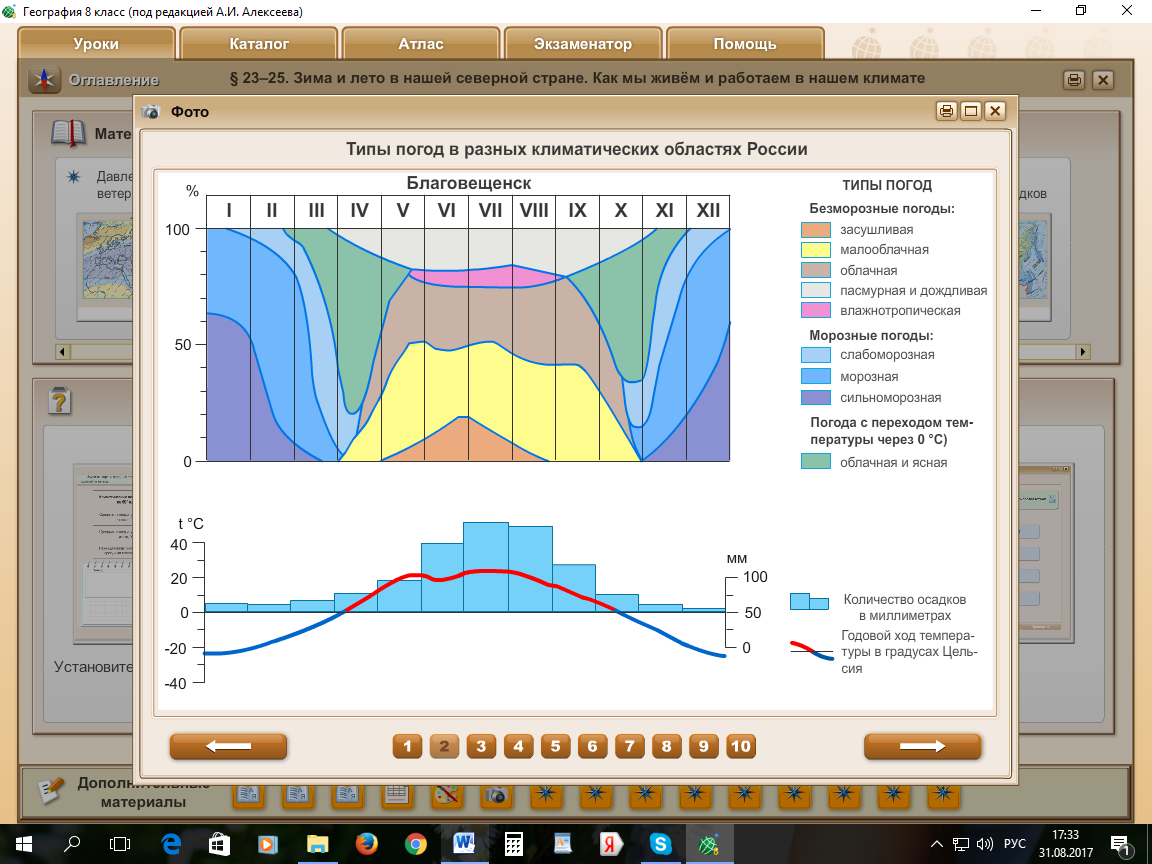 География 8 класс (под редакцией А.И. Алексеева)
Уроки Каталог Атлас Экзаменатор Помощь
Оглавление § 23–25. Зима и лето в нашей северной стране. Как мы живём и работаем в нашем климате
Фото
Мате
Давле
ветер
дков
Типы погод в разных климатических областях России
Благовещенск
%
I II III IV V VI VII VIII IX X XI XII
100
50
0
ТИПЫ ПОГОД
Безморозные погоды:
засушливая
малооблачная
облачная
пасмурная и дождливая
влажнотропическая
Морозные погоды:
слабоморозная
морозная
сильноморозная
Погода с переходом тем-
пературы через 0 °С)
облачная и ясная
t °C
40
20
0
-20
-40
мм
100
50
0
Количество осадков
в миллиметрах
Годовой ход темпера-
туры в градусах Цель-
сия
Установите
1 2 3 4 5 6 7 8 9 10
Дополнительные
материалы
РУС
17:33
31.08.2017
1